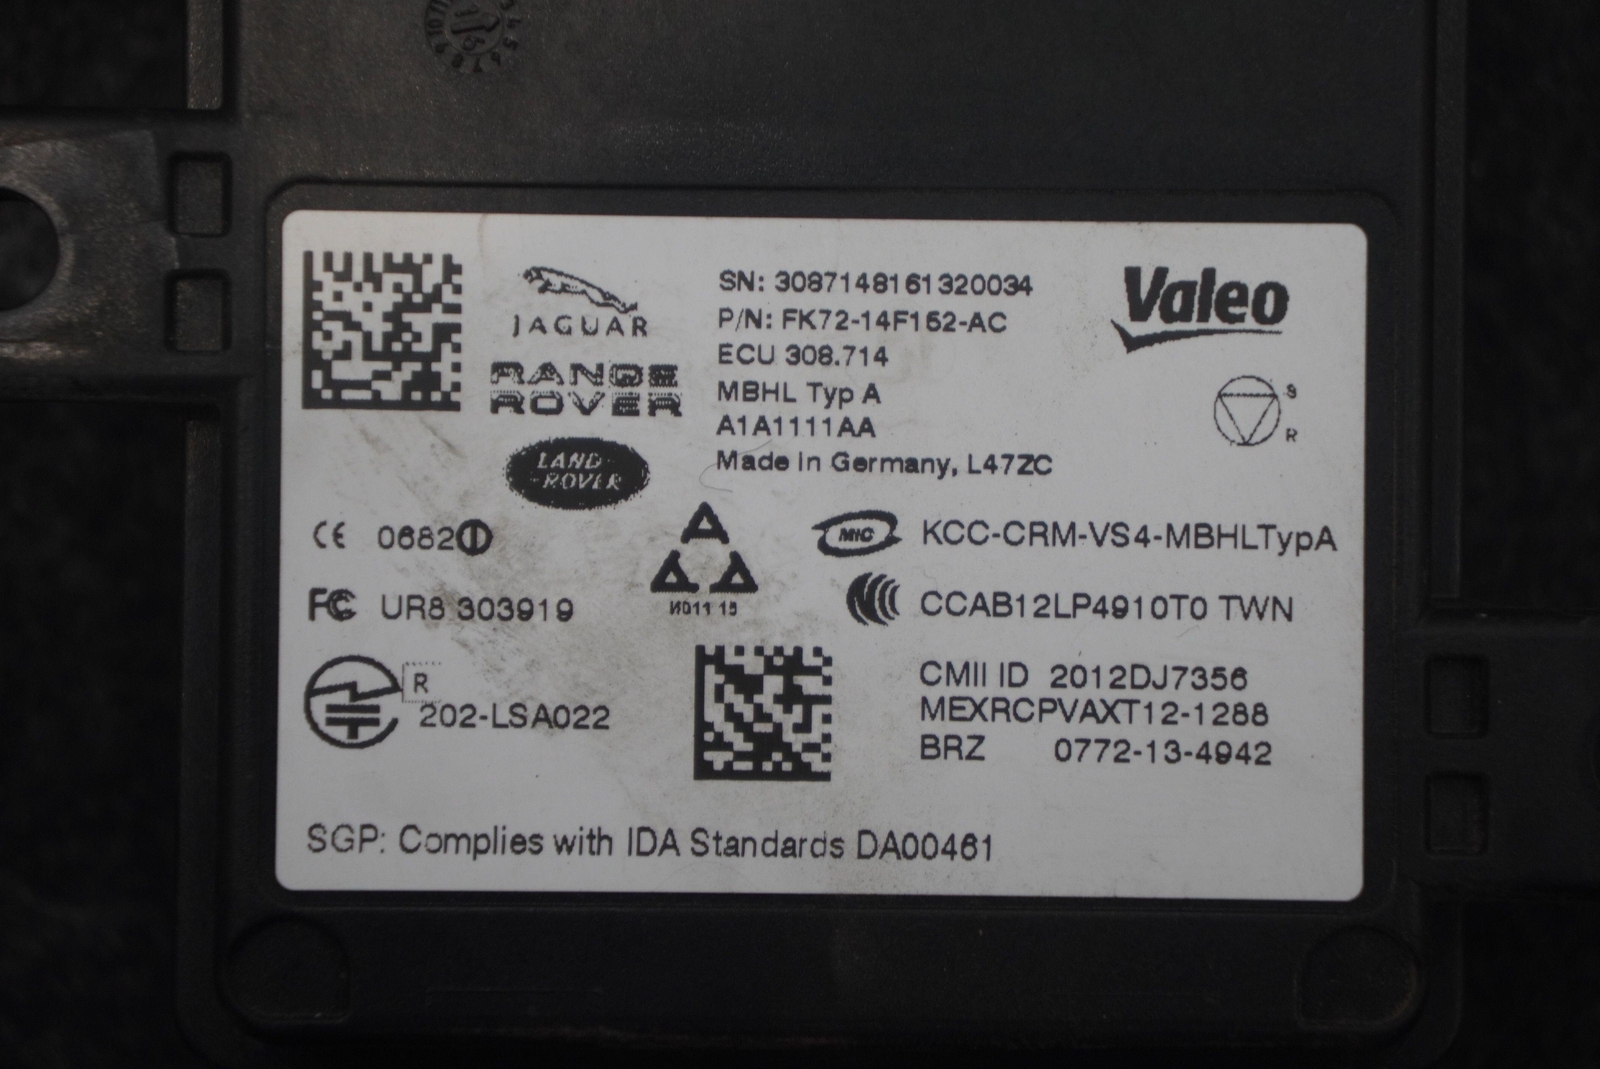 JAGUAR
RANGE
ROVER
LAND
-ROVER
SN: 3087148161320034
P/N: FK72-14F152-AC
ECU 308.714
MBHL Typ A
A1A1111AA
Made in Germany, L47ZC
Valeo
S
R
CE 0682
FC UR8 303919
R
202-LSA022
A
N011 15
MIC KCC-CRM-VS4-MBHLTypA
CCAB12LP4910T0 TWN
CMII ID 2012DJ7356
MEXRCPVAXT12-1288
BRZ 0772-13-4942
SGP: Complies with IDA Standards DA00461